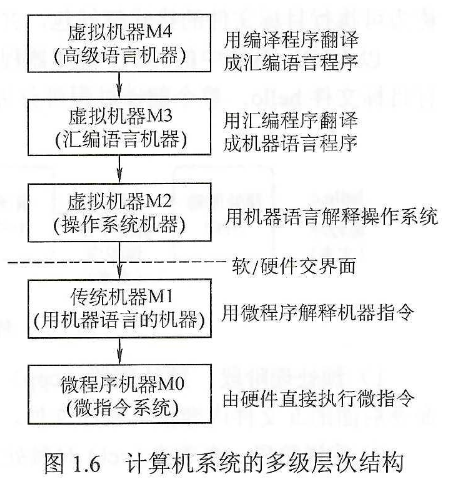 虚拟机器M4
(高级语言机器)
用编译程序翻译
成汇编语言程序
虚拟机器M3
(汇编语言机器)
用汇编程序翻译
成机器语言程序
虚拟机器M2
(操作系统机器)
用机器语言解释操作系统
软/硬件交界面
传统机器M1
(用机器语言的机器)
用微程序解释机器指令
微程序机器M0
(微指令系统)
由硬件直接执行微指令
图 1.6 计算机系统的多级层次结构